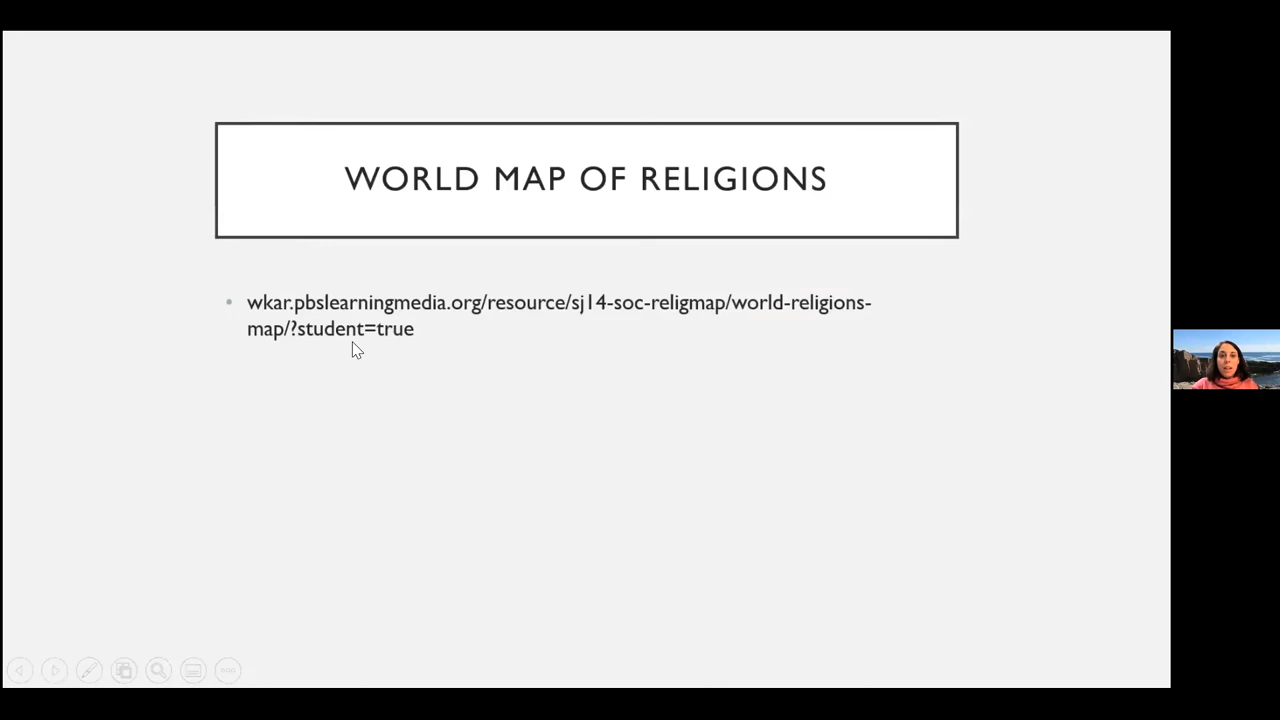 WORLD MAP OF RELIGIONS
• wkar.pbslearningmedia.org/resource/sj14-soc-religmap/world-religions-
map/?student=true